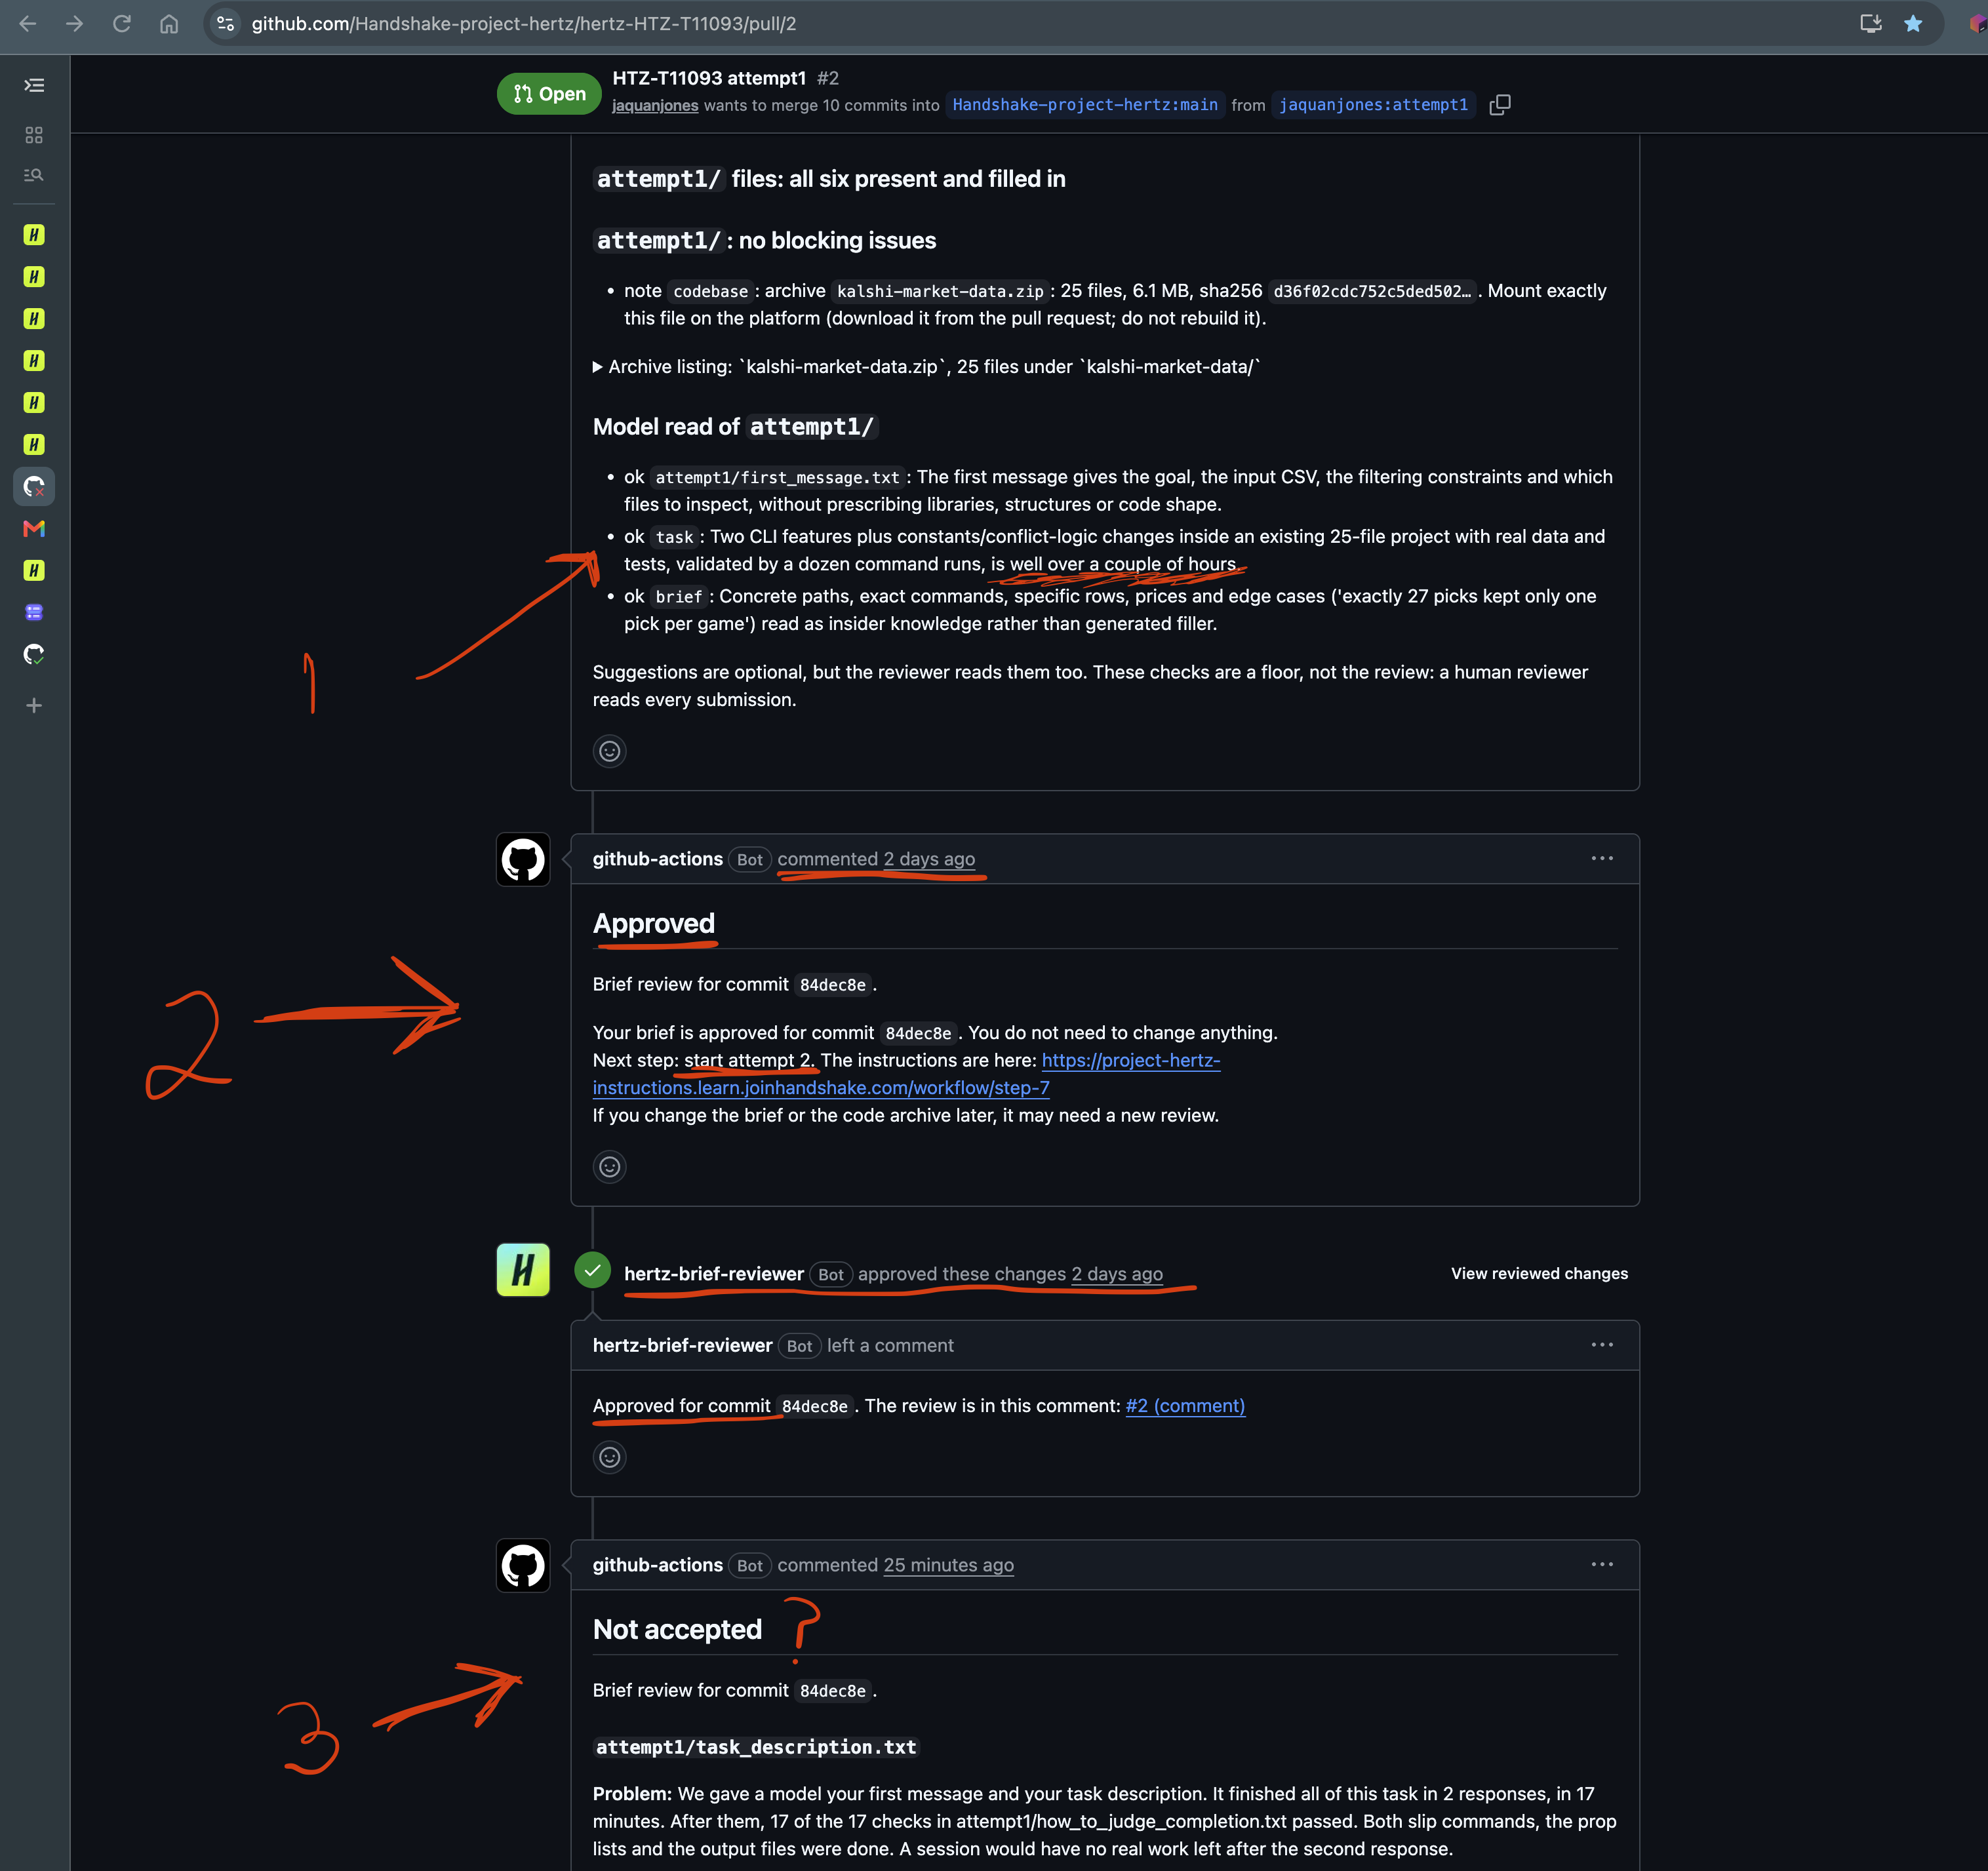 github.com/Handshake-project-hertz/hertz-HTZ-T11093/pull/2
Open
HTZ-T11093 attempt1 #2
jaquanjones wants to merge 10 commits into Handshake-project-hertz:main from jaquanjones:attempt1
attempt1/ files: all six present and filled in
attempt1/: no blocking issues
• note codebase: archive kalshi-market-data.zip: 25 files, 6.1 MB, sha256 d36f02cdc752c5ded502…. Mount exactly
this file on the platform (download it from the pull request; do not rebuild it).
Archive listing: `kalshi-market-data.zip`, 25 files under `kalshi-market-data/`
Model read of attempt1/
• ok attempt1/first_message.txt: The first message gives the goal, the input CSV, the filtering constraints and which
files to inspect, without prescribing libraries, structures or code shape.
• ok task: Two CLI features plus constants/conflict-logic changes inside an existing 25-file project with real data and
tests, validated by a dozen command runs, is well over a couple of hours.
• ok brief: Concrete paths, exact commands, specific rows, prices and edge cases ('exactly 27 picks kept only one
pick per game') read as insider knowledge rather than generated filler.
1
Suggestions are optional, but the reviewer reads them too. These checks are a floor, not the review: a human reviewer
reads every submission.
github-actions Bot commented 2 days ago
Approved
Brief review for commit 84dec8e.
2
Your brief is approved for commit 84dec8e. You do not need to change anything.
Next step: start attempt 2. The instructions are here: https://project-hertz-
instructions.learn.joinhandshake.com/workflow/step-7
If you change the brief or the code archive later, it may need a new review.
H hertz-brief-reviewer Bot approved these changes 2 days ago View reviewed changes
hertz-brief-reviewer Bot left a comment
Approved for commit 84dec8e. The review is in this comment: #2 (comment)
github-actions Bot commented 25 minutes ago
Not accepted ?
Brief review for commit 84dec8e.
3
attempt1/task_description.txt
Problem: We gave a model your first message and your task description. It finished all of this task in 2 responses, in 17
minutes. After them, 17 of the 17 checks in attempt1/how_to_judge_completion.txt passed. Both slip commands, the prop
lists and the output files were done. A session would have no real work left after the second response.